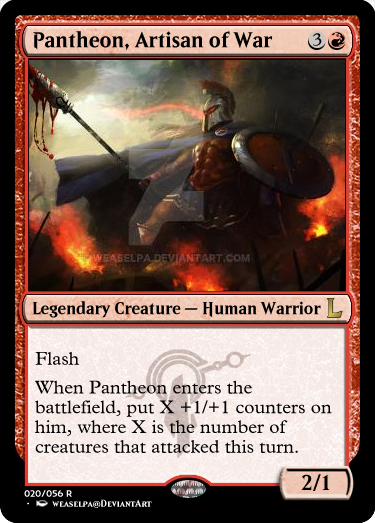 Pantheon, Artisan of War 3
WEASELPA.DEVIANTART.COM
Legendary Creature — Human Warrior L
Flash
When Pantheon enters the
battlefield, put X +1/+1 counters on
him, where X is the number of
creatures that attacked this turn.
2/1
020/056 R
· WEASELPA@DEVIANTART